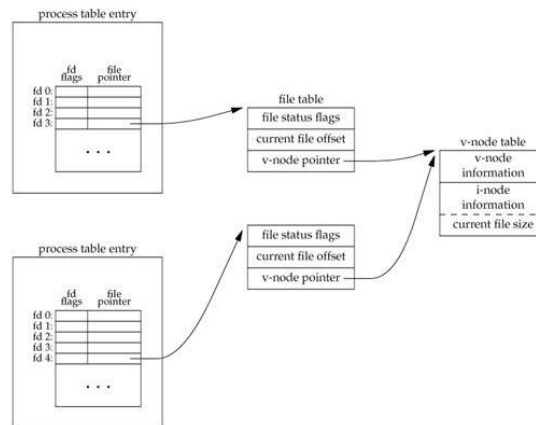 process table entry
fd flags
file pointer
fd 0:
fd 1:
fd 2:
fd 3:
. . .
file table
file status flags
current file offset
v-node pointer
v-node table
v-node
information
i-node
information
current file size
file status flags
current file offset
v-node pointer
process table entry
fd flags
file pointer
fd 0:
fd 1:
fd 2:
fd 3:
fd 4:
. . .